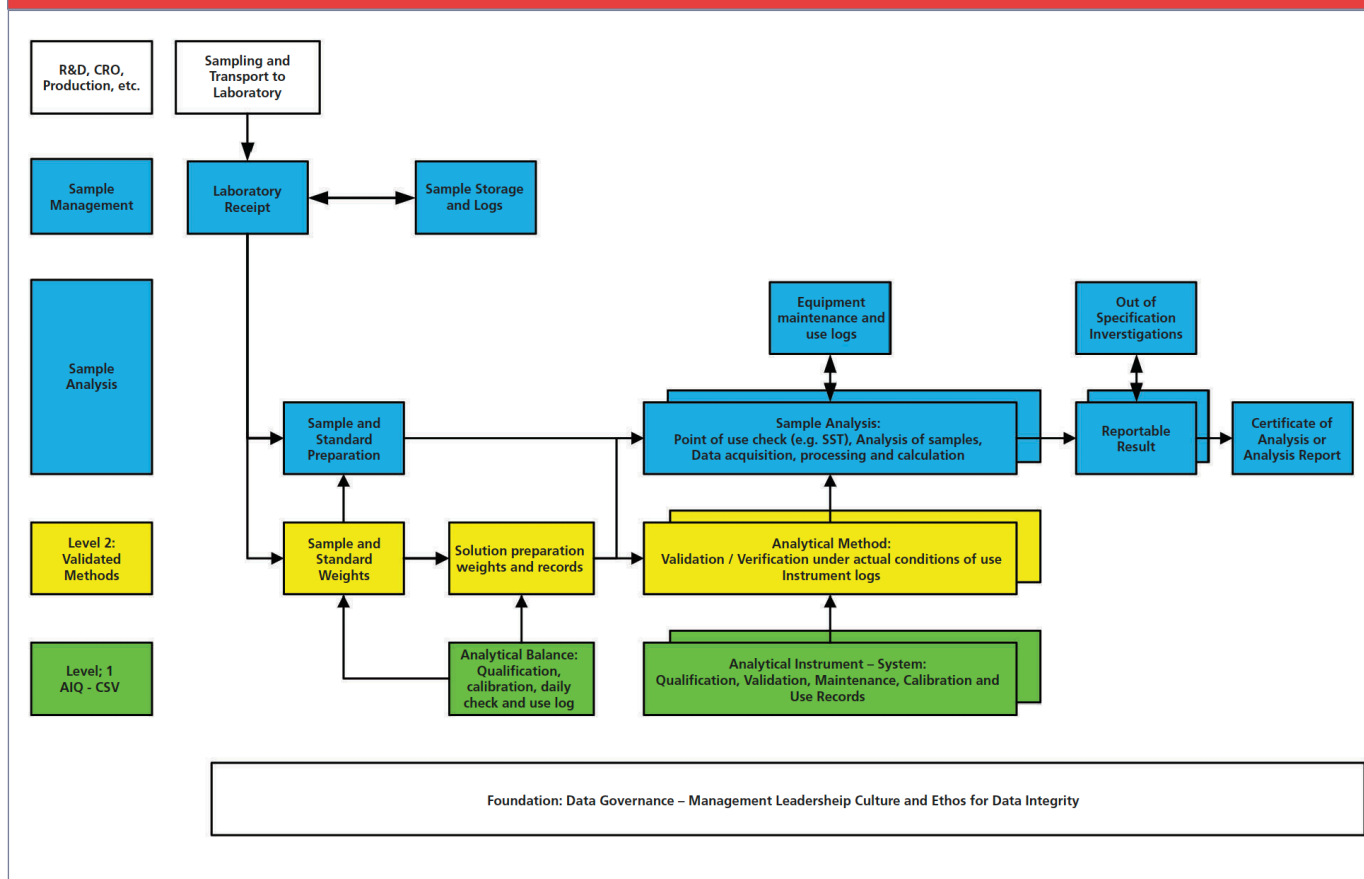 R&D, CRO,
Production, etc.
Sampling and
Transport to
Laboratory
Sample
Management
Laboratory
Receipt
Sample Storage
and Logs
Sample
Analysis
Equipment
maintenance and
use logs
Out of
Specification
Inverstigations
Sample and
Standard
Preparation
Sample Analysis:
Point of use check (e.g. SST), Analysis of samples,
Data acquisition, processing and calculation
Reportable
Result
Certificate of
Analysis or
Analysis Report
Level 2:
Validated
Methods
Sample and
Standard
Weights
Solution preparation
weights and records
Analytical Method:
Validation / Verification under actual conditions of use
Instrument logs
Level; 1
AIQ - CSV
Analytical Balance:
Qualification,
calibration, daily
check and use log
Analytical Instrument – System:
Qualification, Validation, Maintenance, Calibration and
Use Records
Foundation: Data Governance – Management Leadersheip Culture and Ethos for Data Integrity